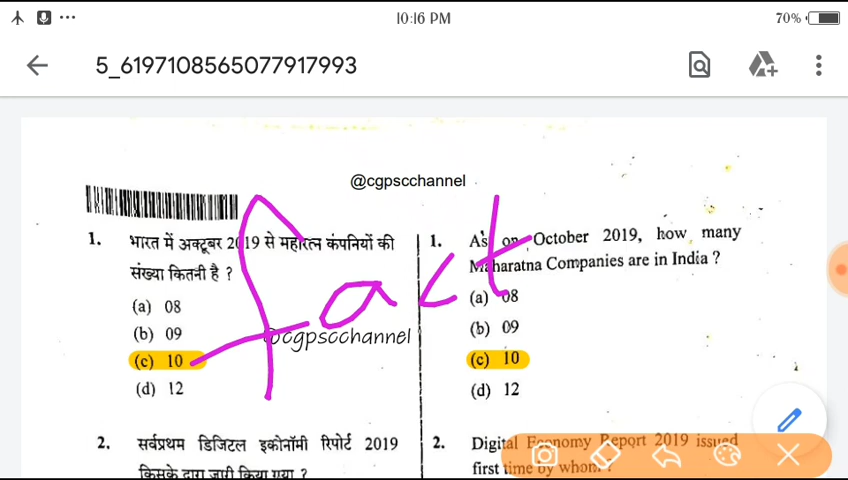 10:16 PM
70%
5_6197108565077917993
@cgpscchannel
1. भारत में अक्टूबर 2019 से महारत्न कंपनियों की
संख्या कितनी है ?
(a) 08
(b) 09
(c) 10
(d) 12
fact
@cgpscchannel
1. As on October 2019, how many
Maharatna Companies are in India ?
(a) 08
(b) 09
(c) 10
(d) 12
2. सर्वप्रथम डिजिटल इकोनॉमी रिपोर्ट 2019
किसके द्वारा जारी किया गया ?
2. Digital Economy Report 2019 issued
first time by whom ?